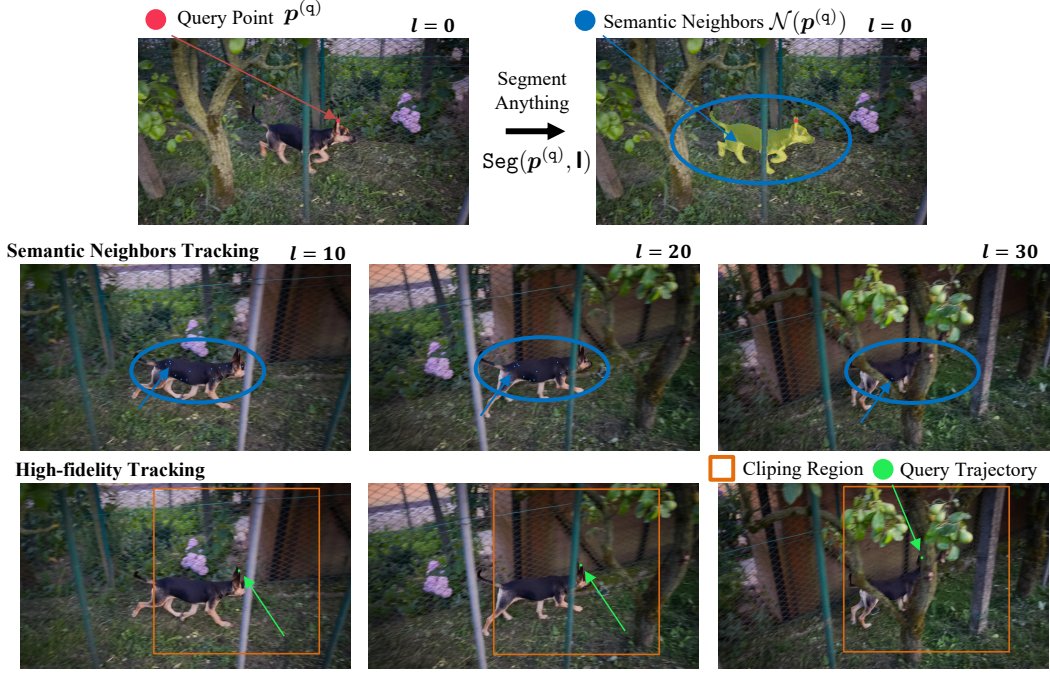 Query Point p^(q)
l = 0
Semantic Neighbors N(p^(q))
l = 0
Segment
Anything
Seg(p^(q), I)
Semantic Neighbors Tracking
l = 10
l = 20
l = 30
High-fidelity Tracking
Cliping Region
Query Trajectory